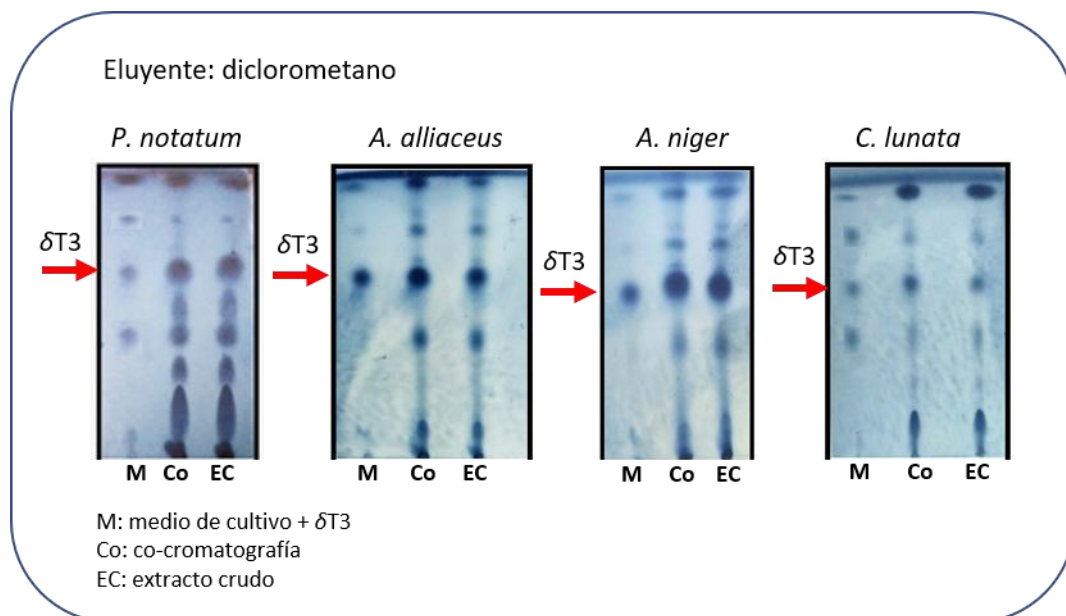 Eluyente: diclorometano
P. notatum
A. alliaceus
A. niger
C. lunata
δT3
δT3
δT3
δT3
M Co EC
M Co EC
M Co EC
M Co EC
M: medio de cultivo + δT3
Co: co-cromatografía
EC: extracto crudo